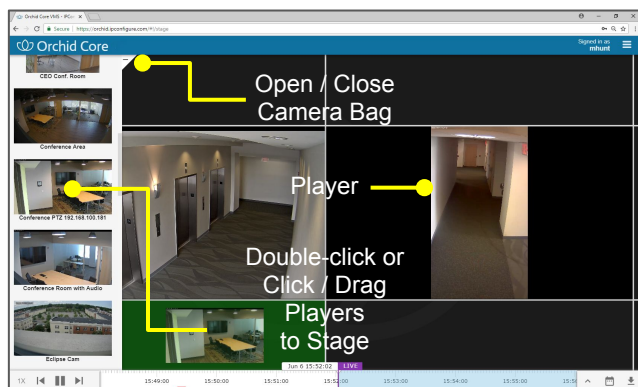 Orchid Core VMS - IPCon
Secure
https://orchid.ipconfigure.com/#!/stage
Orchid Core
Signed in as
mhunt
CEO Conf. Room
Open / Close
Camera Bag
Conference Area
Player
Conference PTZ 192.168.100.181
Double-click or
Click / Drag
Players
to Stage
Conference Room with Audio
Eclipse Cam
Jun 6 15:52:02 LIVE
1X
15:49:00 15:50:00 15:51:00 15:52:00 15:53:00 15:54:00 15:55:00